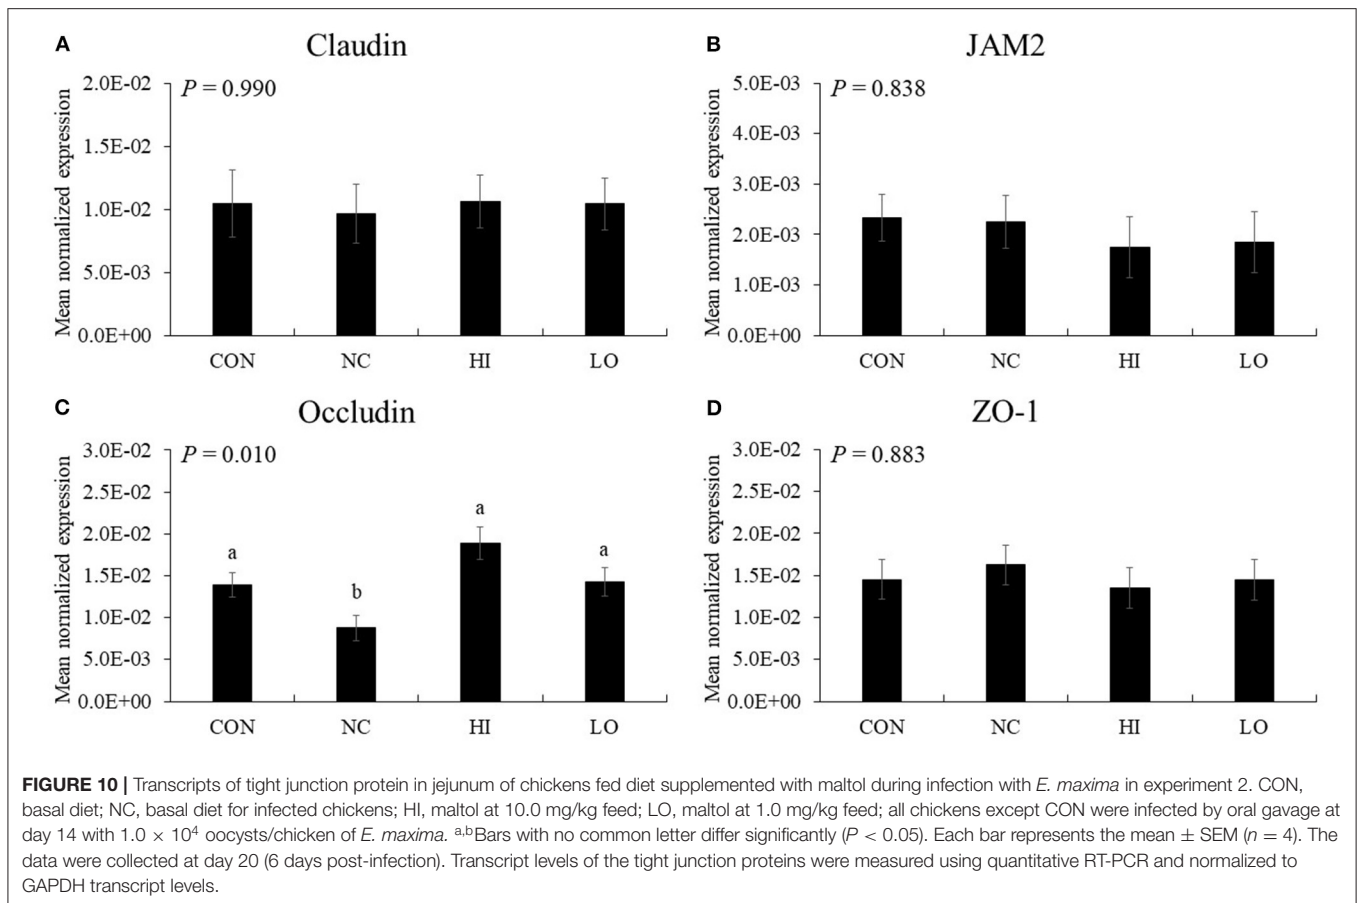 A
Claudin
P = 0.990
Mean normalized expression
2.0E-02
1.5E-02
1.0E-02
5.0E-03
0.0E+00
CON NC HI LO
B
JAM2
P = 0.838
Mean normalized expression
5.0E-03
4.0E-03
3.0E-03
2.0E-03
1.0E-03
0.0E+00
CON NC HI LO
C
Occludin
P = 0.010
Mean normalized expression
3.0E-02
2.5E-02
2.0E-02
1.5E-02
1.0E-02
5.0E-03
0.0E+00
a b a a
CON NC HI LO
D
ZO-1
P = 0.883
Mean normalized expression
3.0E-02
2.5E-02
2.0E-02
1.5E-02
1.0E-02
5.0E-03
0.0E+00
CON NC HI LO
FIGURE 10 | Transcripts of tight junction protein in jejunum of chickens fed diet supplemented with maltol during infection with E. maxima in experiment 2. CON,
basal diet; NC, basal diet for infected chickens; HI, maltol at 10.0 mg/kg feed; LO, maltol at 1.0 mg/kg feed; all chickens except CON were infected by oral gavage at
day 14 with 1.0 × 10⁴ oocysts/chicken of E. maxima. a,bBars with no common letter differ significantly (P < 0.05). Each bar represents the mean ± SEM (n = 4). The
data were collected at day 20 (6 days post-infection). Transcript levels of the tight junction proteins were measured using quantitative RT-PCR and normalized to
GAPDH transcript levels.